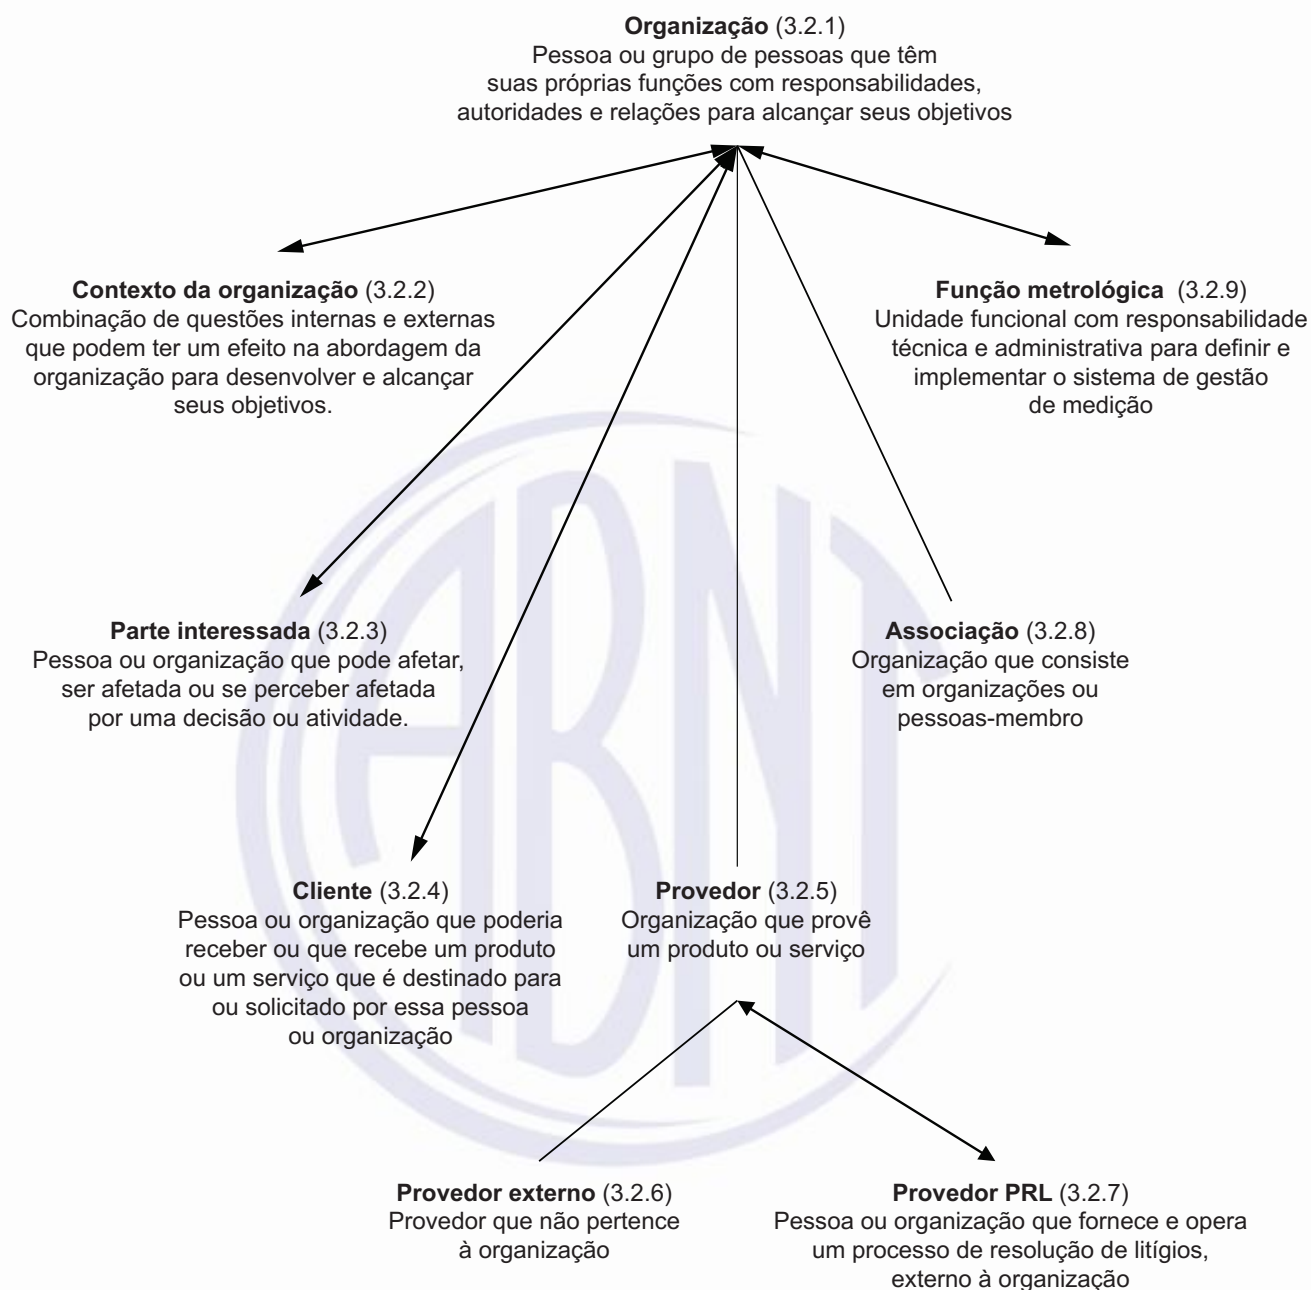 Organização (3.2.1)
Pessoa ou grupo de pessoas que têm
suas próprias funções com responsabilidades,
autoridades e relações para alcançar seus objetivos
Contexto da organização (3.2.2)
Combinação de questões internas e externas
que podem ter um efeito na abordagem da
organização para desenvolver e alcançar
seus objetivos.
Função metrológica (3.2.9)
Unidade funcional com responsabilidade
técnica e administrativa para definir e
implementar o sistema de gestão
de medição
Parte interessada (3.2.3)
Pessoa ou organização que pode afetar,
ser afetada ou se perceber afetada
por uma decisão ou atividade.
Associação (3.2.8)
Organização que consiste
em organizações ou
pessoas-membro
ABNT
Cliente (3.2.4)
Pessoa ou organização que poderia
receber ou que recebe um produto
ou um serviço que é destinado para
ou solicitado por essa pessoa
ou organização
Provedor (3.2.5)
Organização que provê
um produto ou serviço
Provedor externo (3.2.6)
Provedor que não pertence
à organização
Provedor PRL (3.2.7)
Pessoa ou organização que fornece e opera
um processo de resolução de litígios,
externo à organização